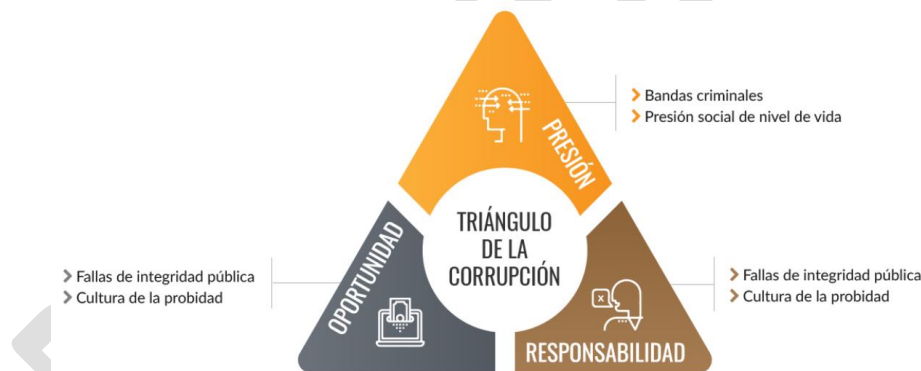 PRESIÓN
Bandas criminales
Presión social de nivel de vida
TRIÁNGULO
DE LA
CORRUPCIÓN
OPORTUNIDAD
Fallas de integridad pública
Cultura de la probidad
RESPONSABILIDAD
X
Fallas de integridad pública
Cultura de la probidad